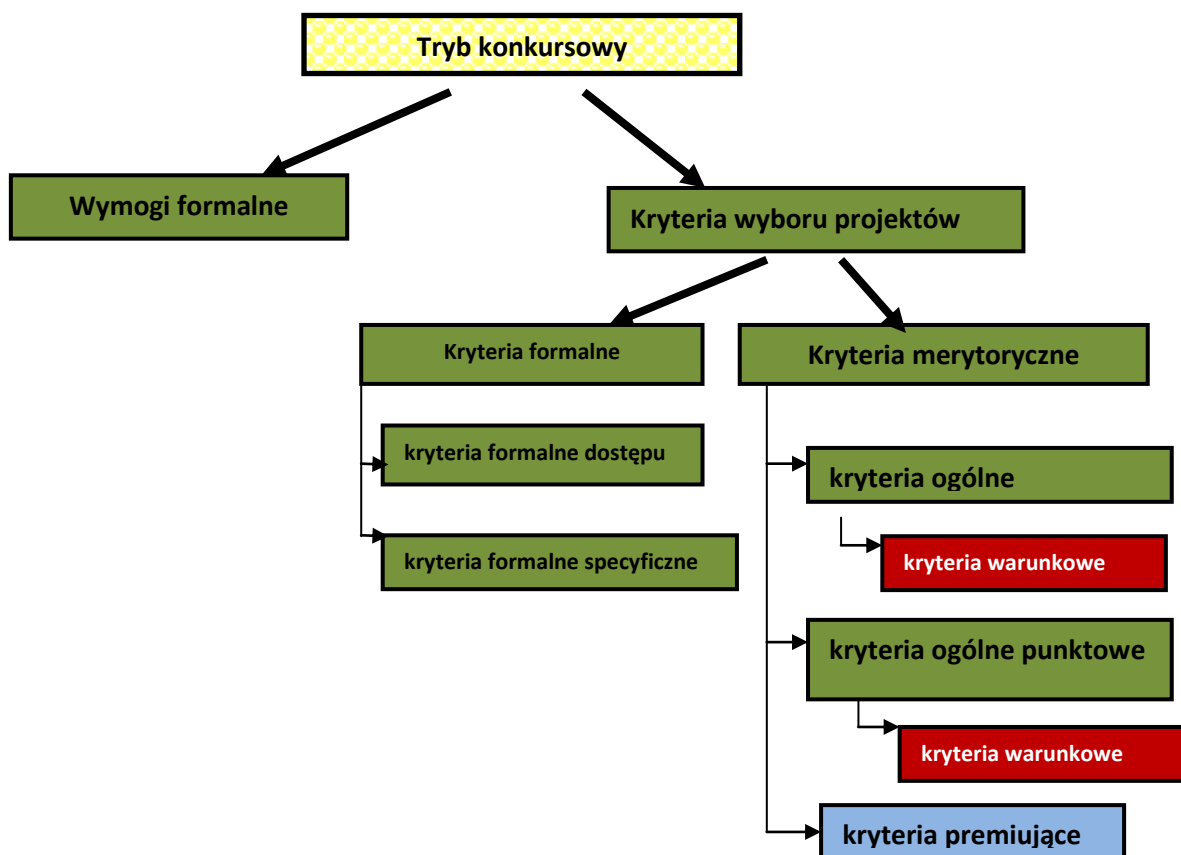 Tryb konkursowy
Wymogi formalne
Kryteria wyboru projektów
Kryteria formalne
Kryteria merytoryczne
kryteria formalne dostępu
kryteria ogólne
kryteria formalne specyficzne
kryteria warunkowe
kryteria ogólne punktowe
kryteria warunkowe
kryteria premiujące